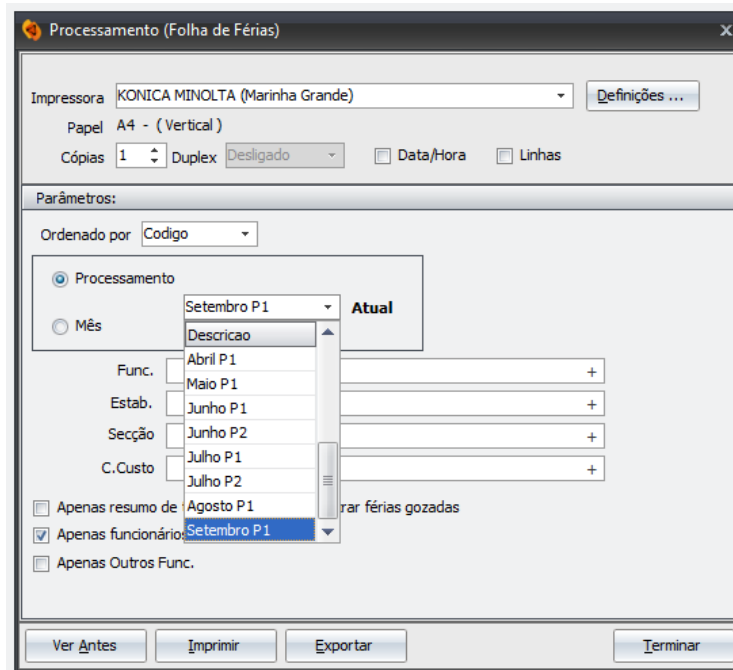 Processamento (Folha de Férias)
x
Impressora KONICA MINOLTA (Marinha Grande) Definições ...
Papel A4 - ( Vertical )
Cópias 1 Duplex Desligado Data/Hora Linhas
Parâmetros:
Ordenado por Codigo
Processamento
Setembro P1 Atual
Mês
Descricao
Abril P1
Maio P1
Junho P1
Junho P2
Julho P1
Julho P2
Agosto P1
Setembro P1
Func. +
Estab. +
Secção +
C.Custo +
Apenas resumo de férias gozadas
Apenas funcionários
Apenas Outros Func.
Ver Antes Imprimir Exportar Terminar